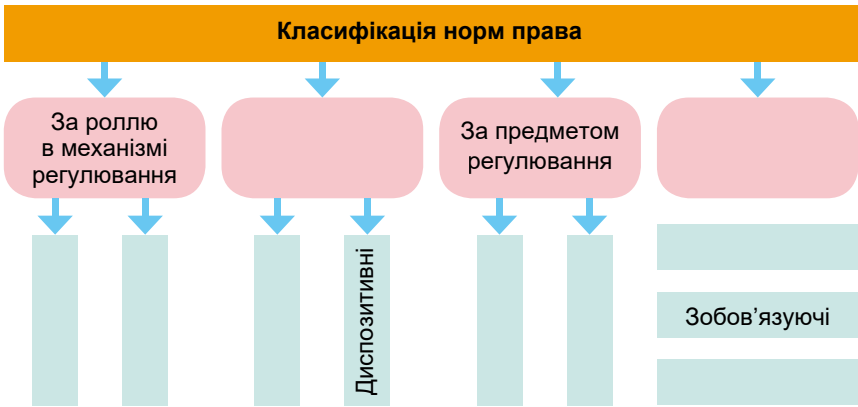 Класифікація норм права
За роллю
в механізмі
регулювання
За предметом
регулювання
Диспозитивні
Зобов’язуючі